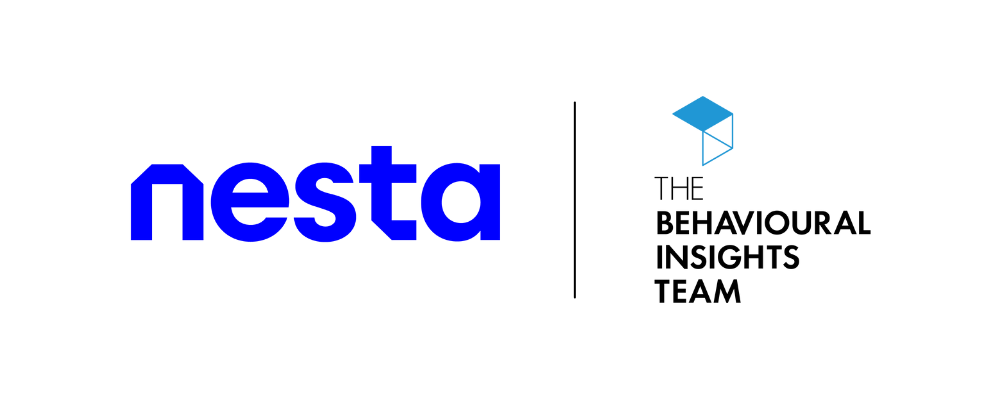 nesta
THE
BEHAVIOURAL
INSIGHTS
TEAM